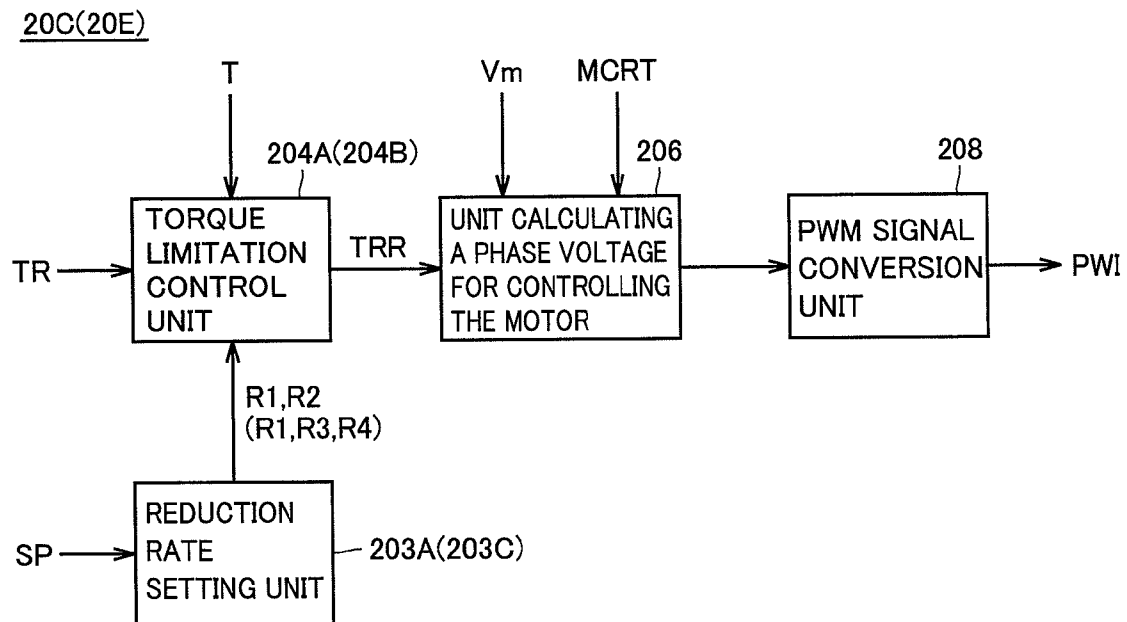 20C(20E)
T
Vm
MCRT
204A(204B)
206
208
TR
TORQUE
LIMITATION
CONTROL
UNIT
TRR
UNIT CALCULATING
A PHASE VOLTAGE
FOR CONTROLLING
THE MOTOR
PWM SIGNAL
CONVERSION
UNIT
PWI
R1,R2
(R1,R3,R4)
SP
REDUCTION
RATE
SETTING UNIT
203A(203C)